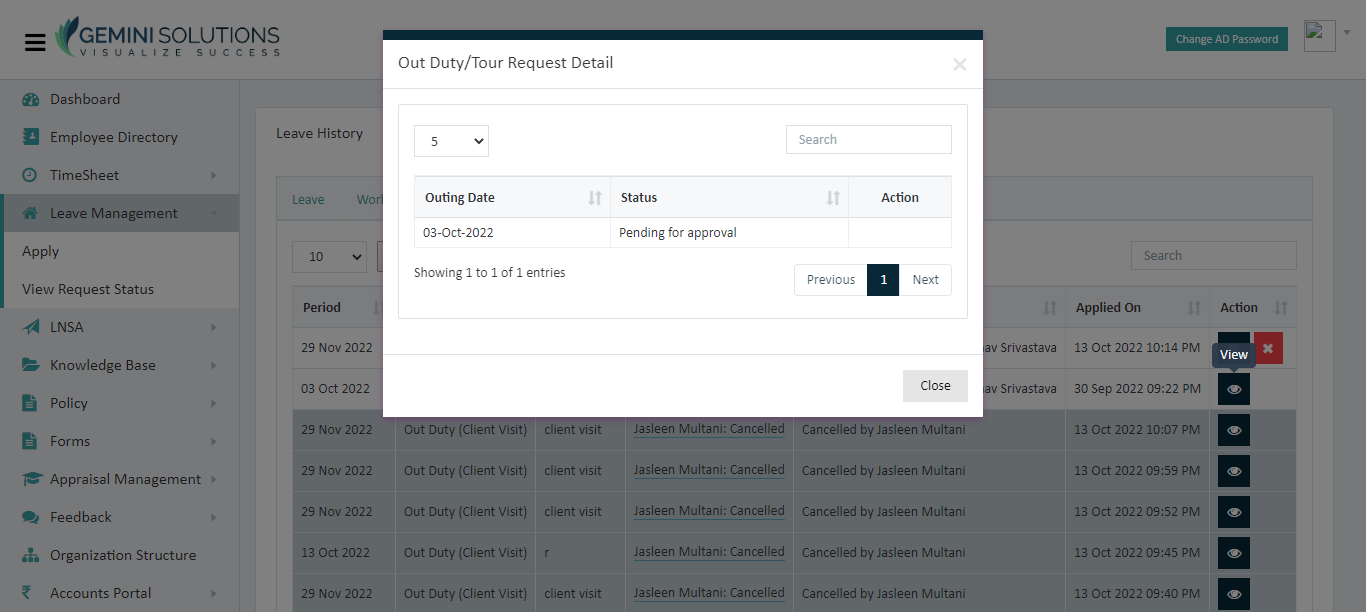 GEMINI SOLUTIONS
VISUALIZE SUCCESS
Change AD Password
Dashboard
Employee Directory
TimeSheet
Leave Management
Apply
View Request Status
LNSA
Knowledge Base
Policy
Forms
Appraisal Management
Feedback
Organization Structure
Accounts Portal
Out Duty/Tour Request Detail
×
5
Search
Outing Date Status Action
03-Oct-2022 Pending for approval
Showing 1 to 1 of 1 entries
Previous 1 Next
Close
Leave History
Leave
10
Search
Period Applied On Action
29 Nov 2022 Srivastava 13 Oct 2022 10:14 PM
View
03 Oct 2022 Srivastava 30 Sep 2022 09:22 PM
29 Nov 2022 Out Duty (Client Visit) client visit Jasleen Multani: Cancelled Cancelled by Jasleen Multani 13 Oct 2022 10:07 PM
29 Nov 2022 Out Duty (Client Visit) client visit Jasleen Multani: Cancelled Cancelled by Jasleen Multani 13 Oct 2022 09:59 PM
29 Nov 2022 Out Duty (Client Visit) client visit Jasleen Multani: Cancelled Cancelled by Jasleen Multani 13 Oct 2022 09:52 PM
13 Oct 2022 Out Duty (Client Visit) r Jasleen Multani: Cancelled Cancelled by Jasleen Multani 13 Oct 2022 09:45 PM
29 Nov 2022 Out Duty (Client Visit) client visit Jasleen Multani: Cancelled Cancelled by Jasleen Multani 13 Oct 2022 09:40 PM